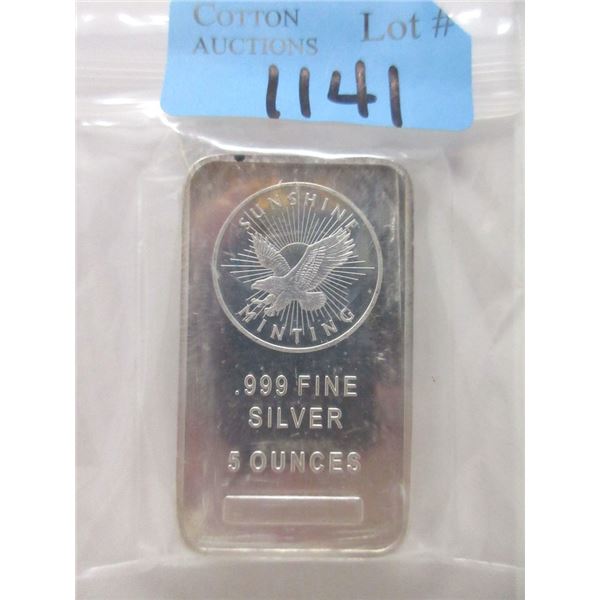 COTTON
AUCTIONS
Lot #
1141
SUNSHINE
MINTING
.999 FINE
SILVER
5 OUNCES